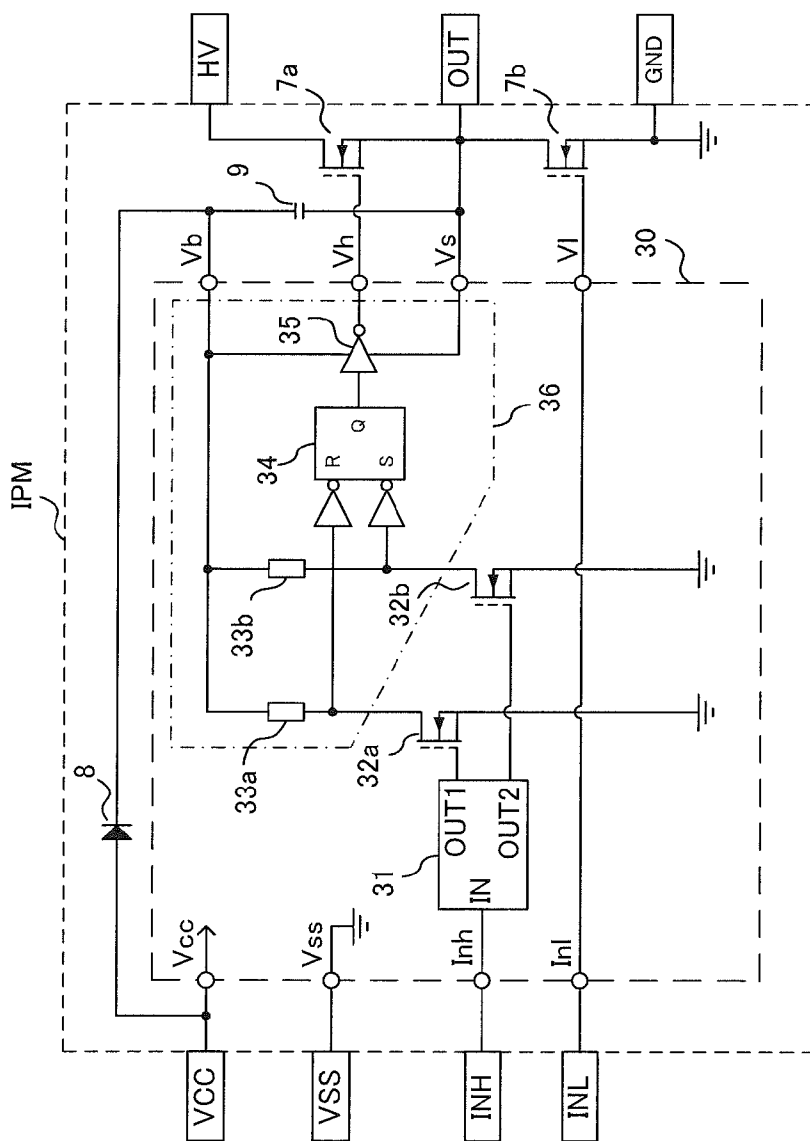 IPM
HV
OUT
GND
7a
7b
9
8
Vb
Vh
Vs
Vl
30
35
36
34
R
S
Q
33b
33a
32b
32a
31
IN
OUT1
OUT2
Vcc
Vss
Inh
Inl
VCC
VSS
INH
INL